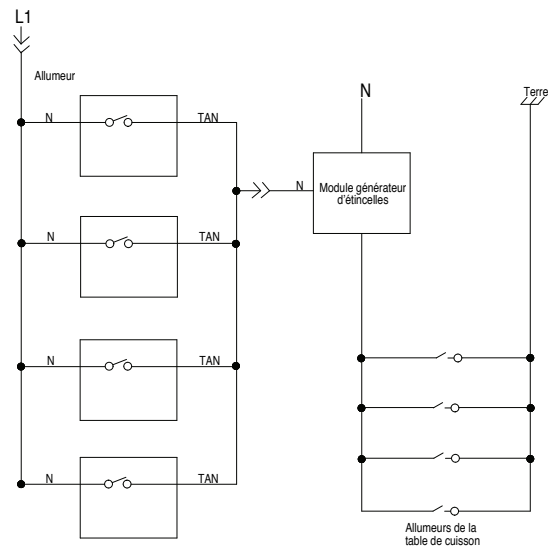 L1
Allumeur
N TAN
N
Terre
N
Module générateur
d'étincelles
N TAN
N TAN
N TAN
Allumeurs de la
table de cuisson